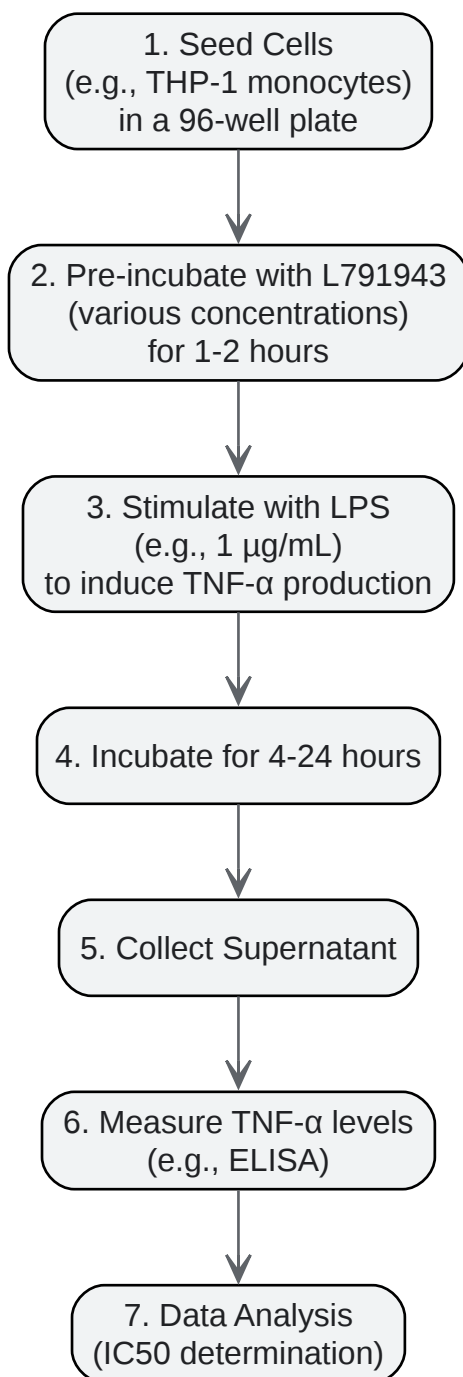 1. Seed Cells
(e.g., THP-1 monocytes)
in a 96-well plate
2. Pre-incubate with L791943
(various concentrations)
for 1-2 hours
3. Stimulate with LPS
(e.g., 1 µg/mL)
to induce TNF-α production
4. Incubate for 4-24 hours
5. Collect Supernatant
6. Measure TNF-α levels
(e.g., ELISA)
7. Data Analysis
(IC50 determination)